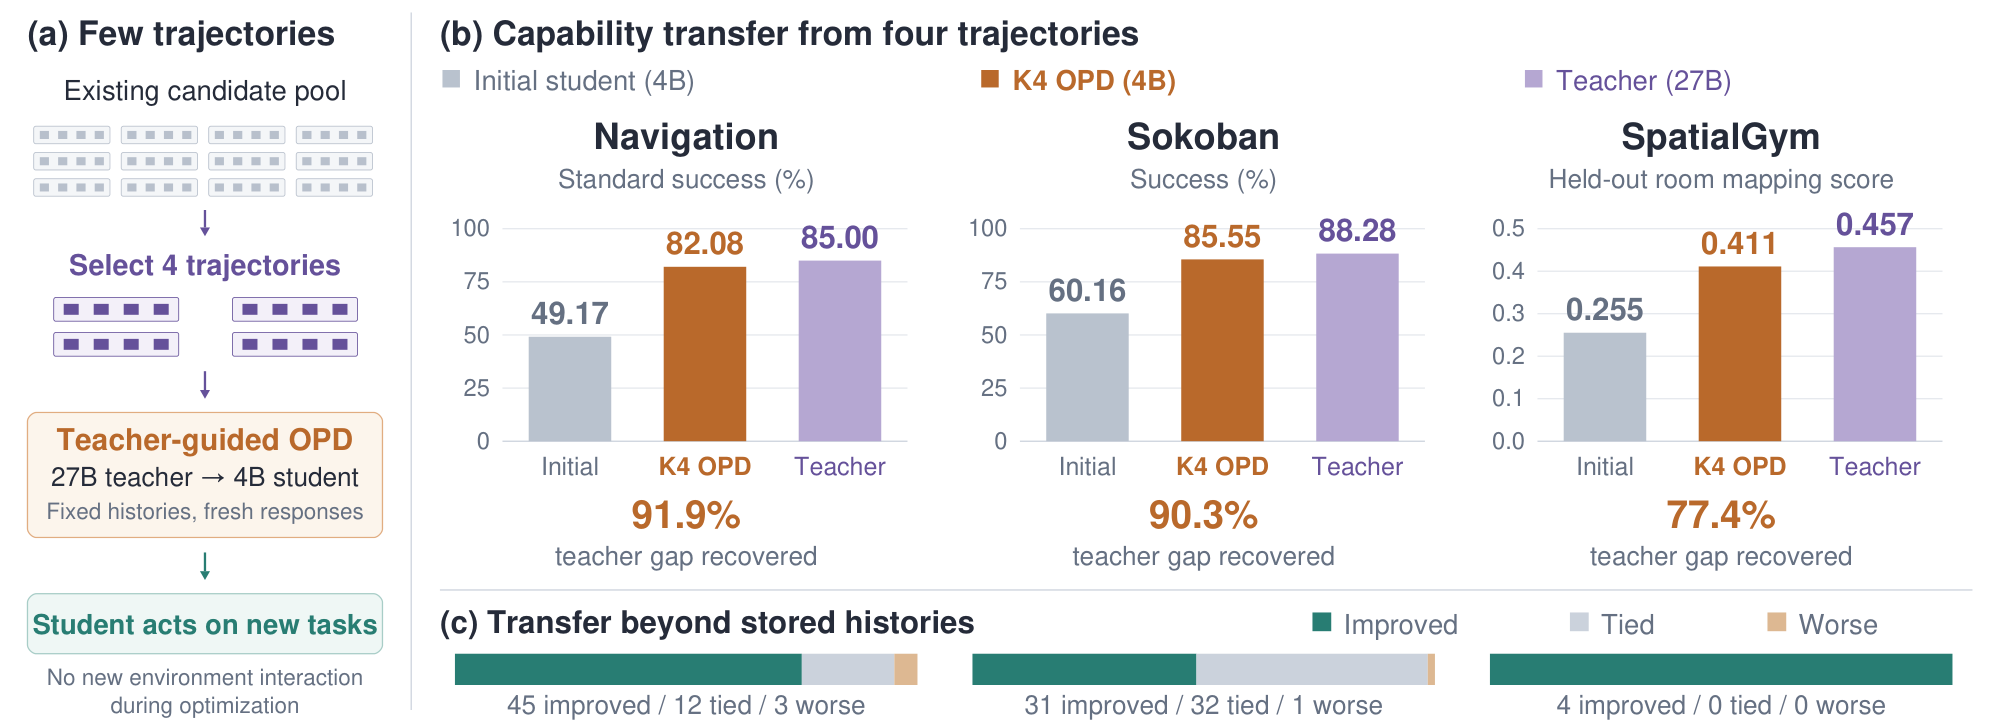 (a) Few trajectories
Existing candidate pool
Select 4 trajectories
Teacher-guided OPD
27B teacher → 4B student
Fixed histories, fresh responses
Student acts on new tasks
No new environment interaction
during optimization
(b) Capability transfer from four trajectories
Initial student (4B)
K4 OPD (4B)
Teacher (27B)
Navigation
Standard success (%)
100
75
50
25
0
49.17
82.08
85.00
Initial
K4 OPD
Teacher
91.9%
teacher gap recovered
Sokoban
Success (%)
100
75
50
25
0
60.16
85.55
88.28
Initial
K4 OPD
Teacher
90.3%
teacher gap recovered
SpatialGym
Held-out room mapping score
0.5
0.4
0.3
0.2
0.1
0.0
0.255
0.411
0.457
Initial
K4 OPD
Teacher
77.4%
teacher gap recovered
(c) Transfer beyond stored histories
Improved
Tied
Worse
45 improved / 12 tied / 3 worse
31 improved / 32 tied / 1 worse
4 improved / 0 tied / 0 worse